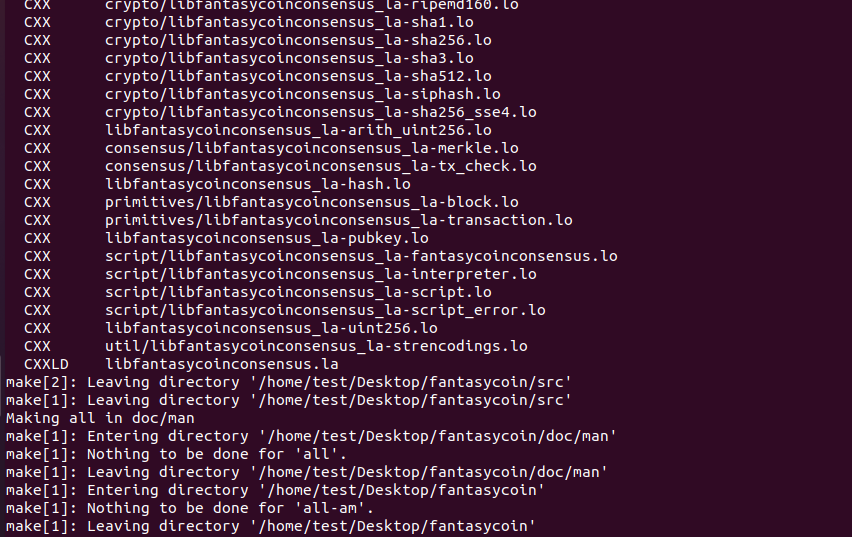 CXX      crypto/libfantasycoinconsensus_la-ripemd160.lo
CXX      crypto/libfantasycoinconsensus_la-sha1.lo
CXX      crypto/libfantasycoinconsensus_la-sha256.lo
CXX      crypto/libfantasycoinconsensus_la-sha3.lo
CXX      crypto/libfantasycoinconsensus_la-sha512.lo
CXX      crypto/libfantasycoinconsensus_la-siphash.lo
CXX      crypto/libfantasycoinconsensus_la-sha256_sse4.lo
CXX      libfantasycoinconsensus_la-arith_uint256.lo
CXX      consensus/libfantasycoinconsensus_la-merkle.lo
CXX      consensus/libfantasycoinconsensus_la-tx_check.lo
CXX      libfantasycoinconsensus_la-hash.lo
CXX      primitives/libfantasycoinconsensus_la-block.lo
CXX      primitives/libfantasycoinconsensus_la-transaction.lo
CXX      libfantasycoinconsensus_la-pubkey.lo
CXX      script/libfantasycoinconsensus_la-fantasycoinconsensus.lo
CXX      script/libfantasycoinconsensus_la-interpreter.lo
CXX      script/libfantasycoinconsensus_la-script.lo
CXX      script/libfantasycoinconsensus_la-script_error.lo
CXX      libfantasycoinconsensus_la-uint256.lo
CXX      util/libfantasycoinconsensus_la-strencodings.lo
CXXLD    libfantasycoinconsensus.la
make[2]: Leaving directory '/home/test/Desktop/fantasycoin/src'
make[1]: Leaving directory '/home/test/Desktop/fantasycoin/src'
Making all in doc/man
make[1]: Entering directory '/home/test/Desktop/fantasycoin/doc/man'
make[1]: Nothing to be done for 'all'.
make[1]: Leaving directory '/home/test/Desktop/fantasycoin/doc/man'
make[1]: Entering directory '/home/test/Desktop/fantasycoin'
make[1]: Nothing to be done for 'all-am'.
make[1]: Leaving directory '/home/test/Desktop/fantasycoin'